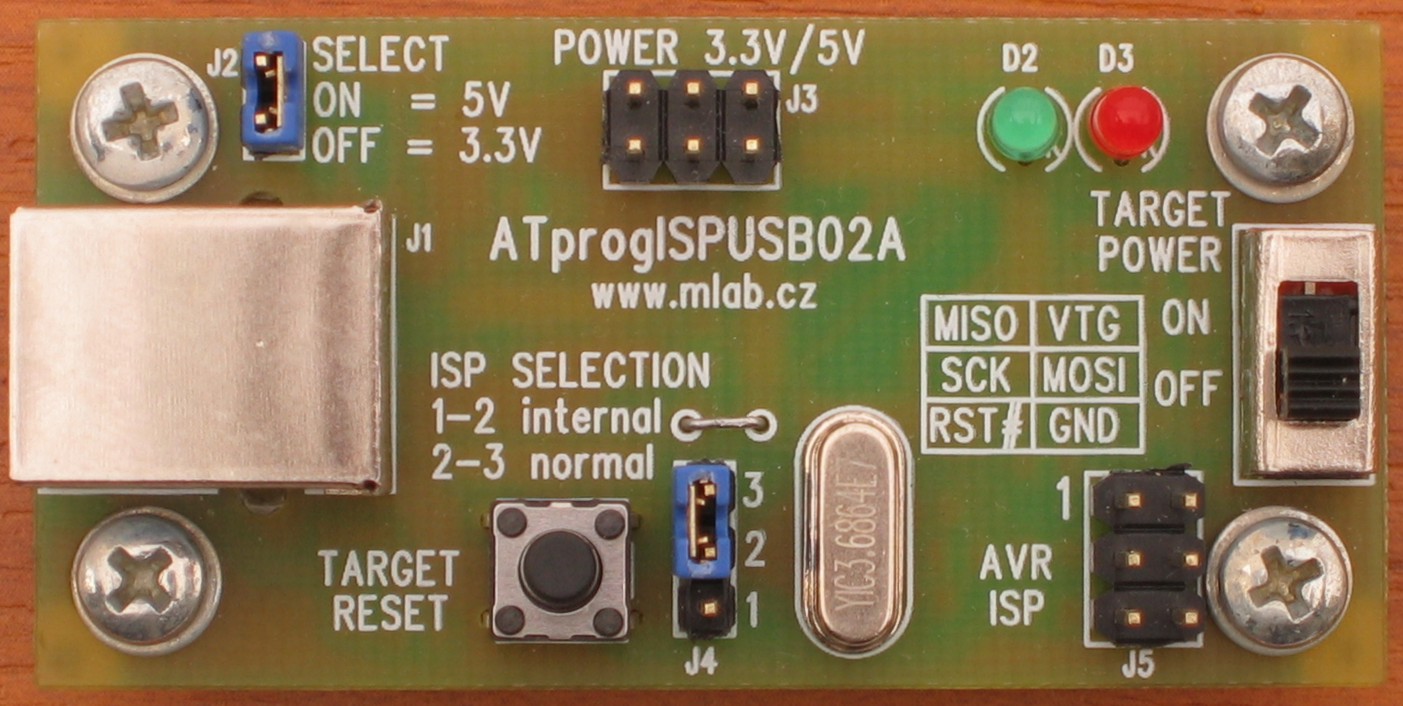 J2
SELECT
ON = 5V
OFF = 3.3V
POWER 3.3V/5V
J3
D2 D3
J1
ATprogISPUSB02A
www.mlab.cz
TARGET
POWER
ON
OFF
MISO VTG
SCK MOSI
RST# GND
ISP SELECTION
1-2 internal
2-3 normal
3
2
1
J4
TARGET
RESET
YIC3.6864E7
1
AVR
ISP
J5